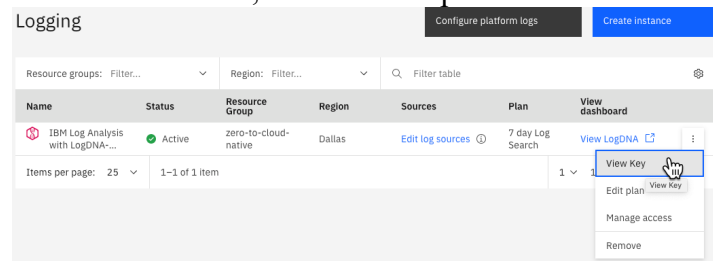 Logging
Configure platform logs
Create instance
Resource groups: Filter...
Region: Filter...
Filter table
Name
Status
Resource Group
Region
Sources
Plan
View dashboard
IBM Log Analysis with LogDNA-...
Active
zero-to-cloud-native
Dallas
Edit log sources
7 day Log Search
View LogDNA
Items per page: 25
1–1 of 1 item
1
1
View Key
View Key
Edit plan
Manage access
Remove